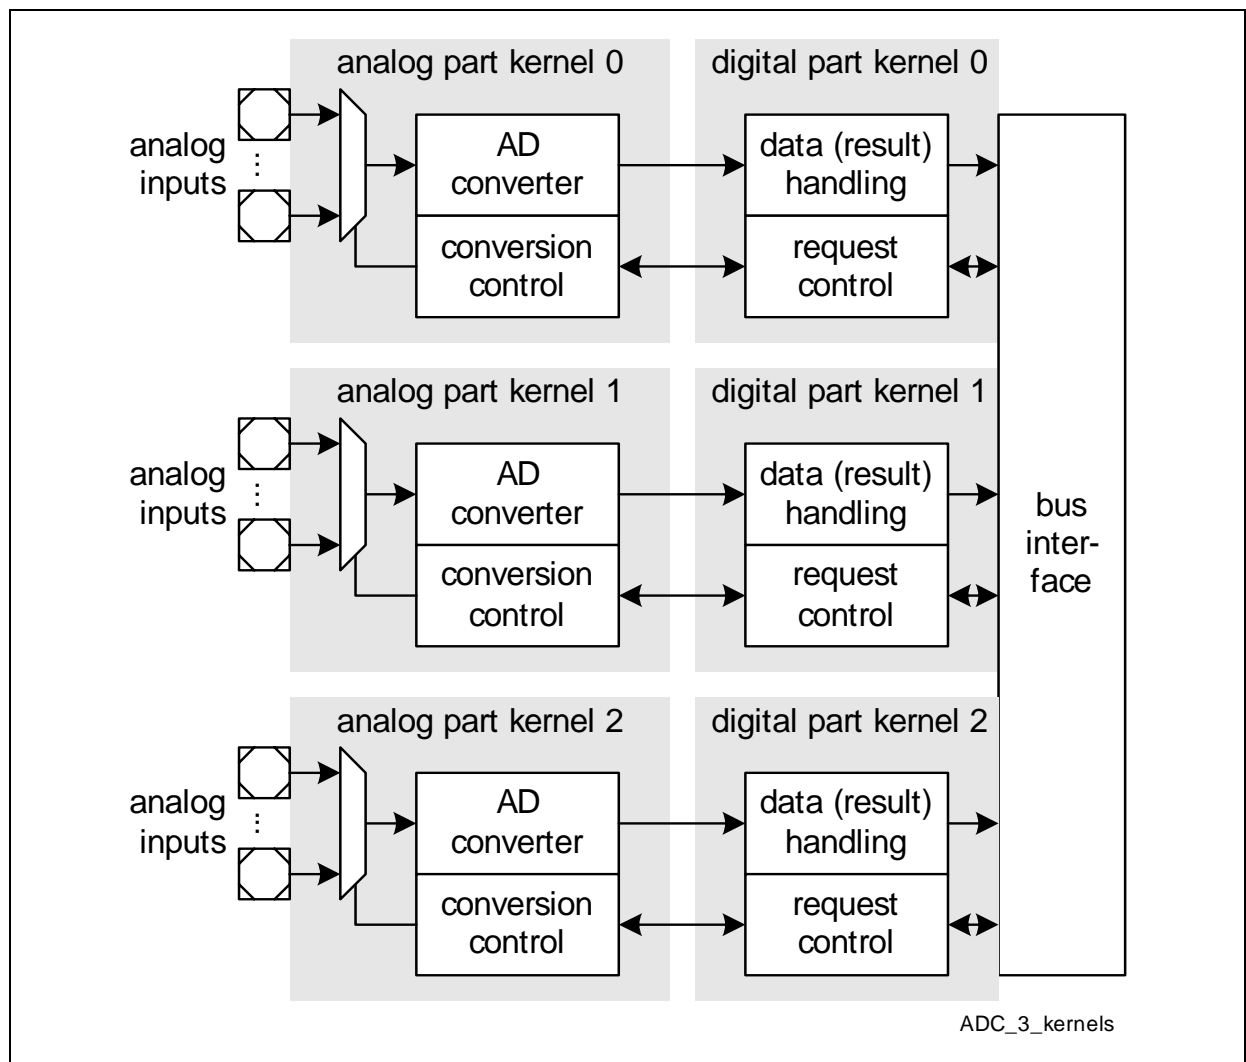 analog part kernel 0
digital part kernel 0
analog
inputs
AD
converter
conversion
control
data (result)
handling
request
control
analog part kernel 1
digital part kernel 1
analog
inputs
AD
converter
conversion
control
data (result)
handling
request
control
bus
inter-
face
analog part kernel 2
digital part kernel 2
analog
inputs
AD
converter
conversion
control
data (result)
handling
request
control
ADC_3_kernels